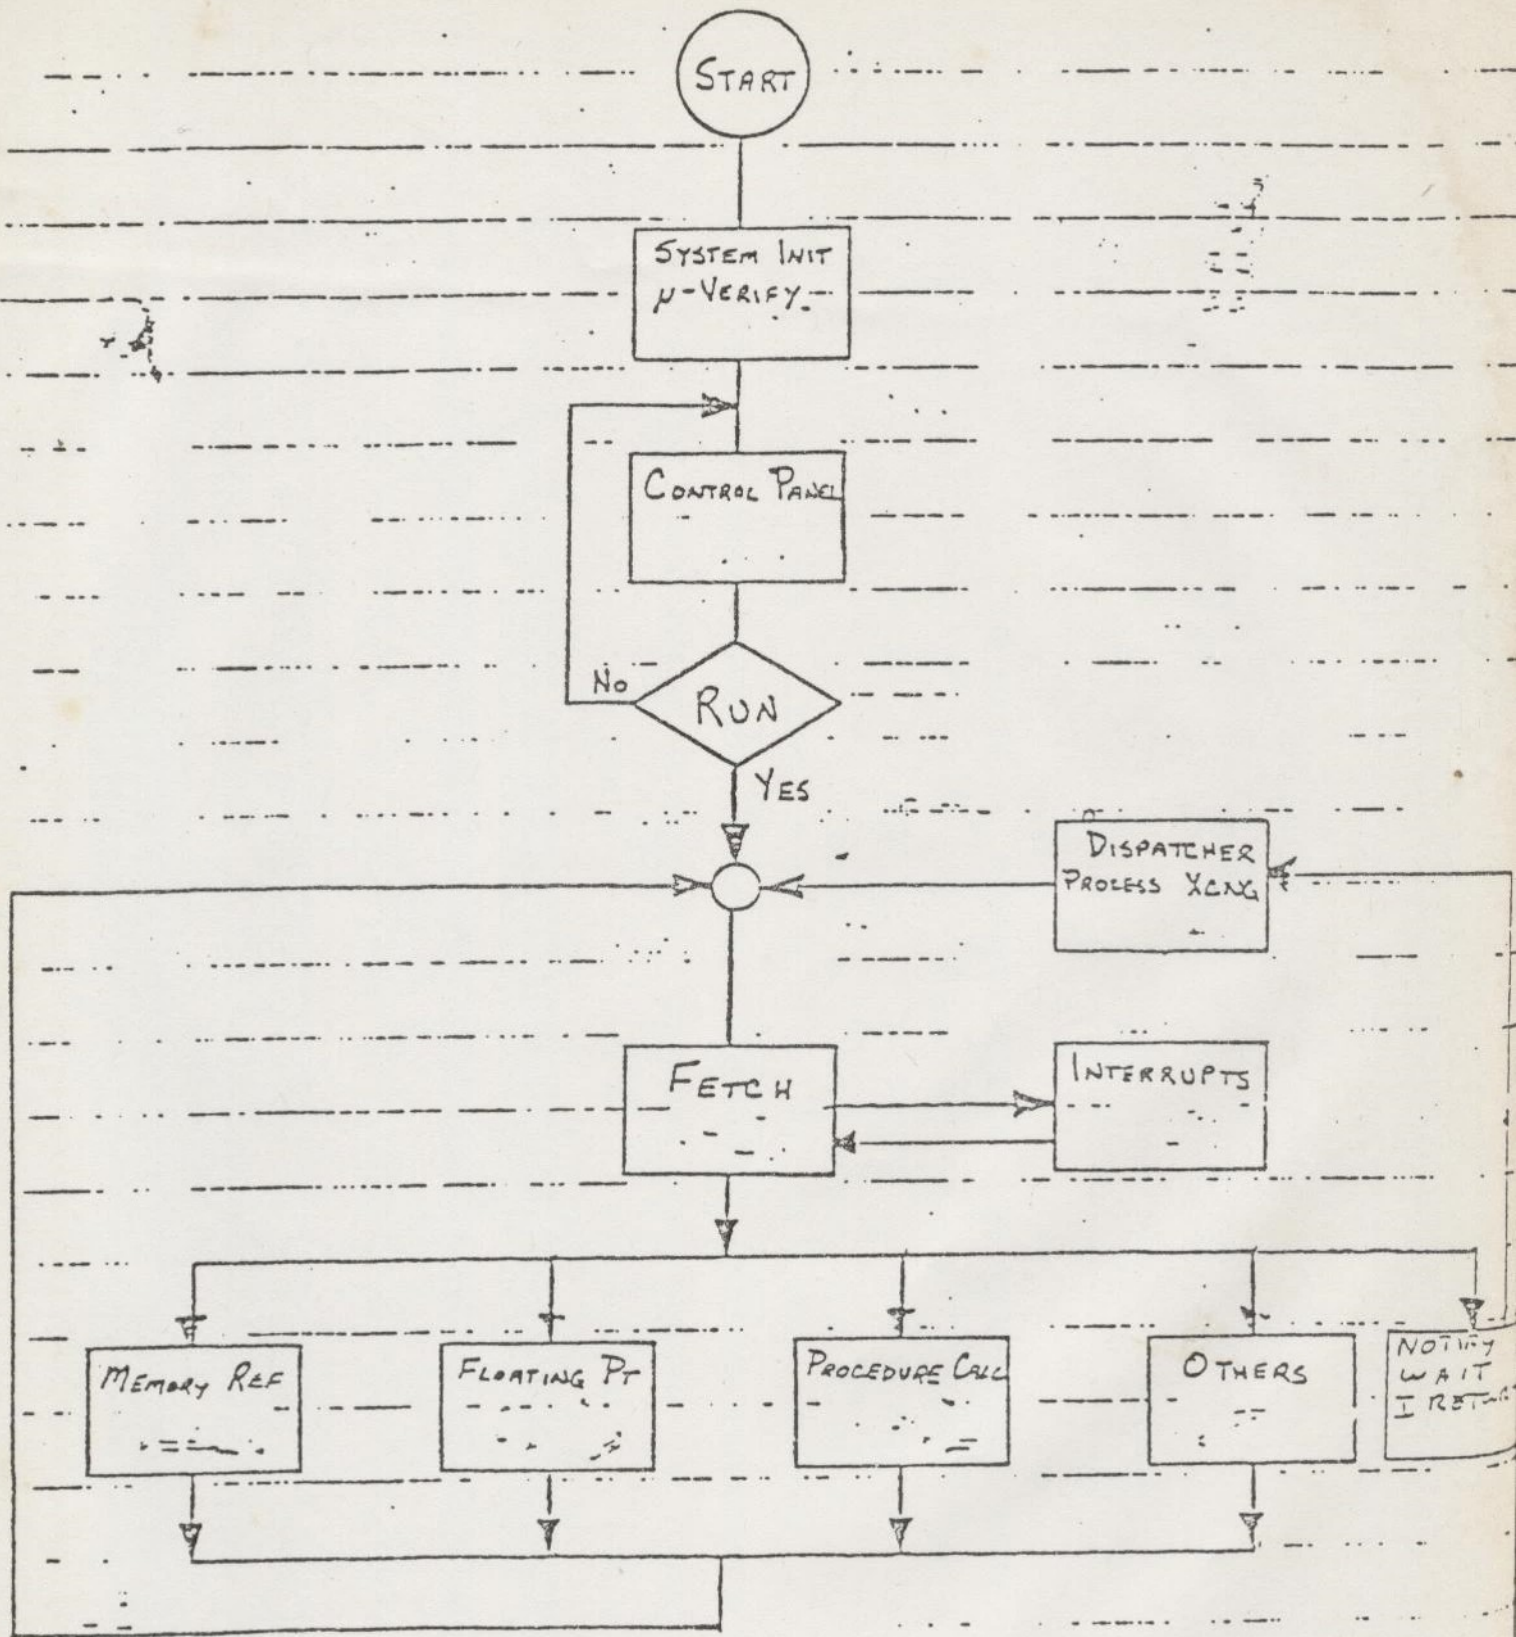 START
SYSTEM INIT
μ-VERIFY
CONTROL PANEL
NO
RUN
YES
DISPATCHER
PROCESS XCNG
FETCH
INTERRUPTS
MEMORY REF
FLOATING PT
PROCEDURE CALL
OTHERS
NOTIFY
WAIT
I RETURN